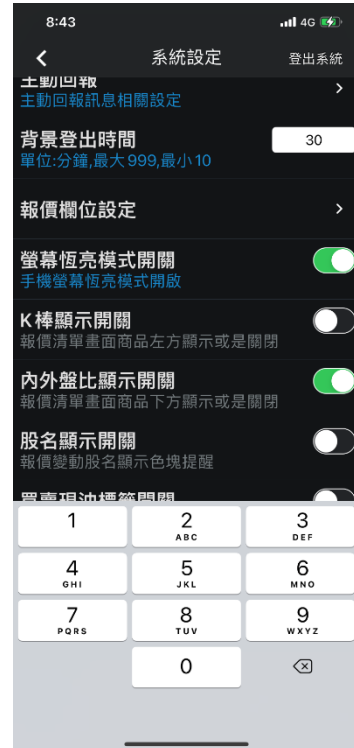 8:43
4G
系統設定
登出系統
主動回報
主動回報訊息相關設定
背景登出時間
30
單位:分鐘,最大999,最小10
報價欄位設定
螢幕恆亮模式開關
手機螢幕恆亮模式開啟
K棒顯示開關
報價清單畫面商品左方顯示或是關閉
內外盤比顯示開關
報價清單畫面商品下方顯示或是關閉
股名顯示開關
報價變動股名顯示色塊提醒
1
2
3
ABC
DEF
4
5
6
GHI
JKL
MNO
7
8
9
PQRS
TUV
WXYZ
0